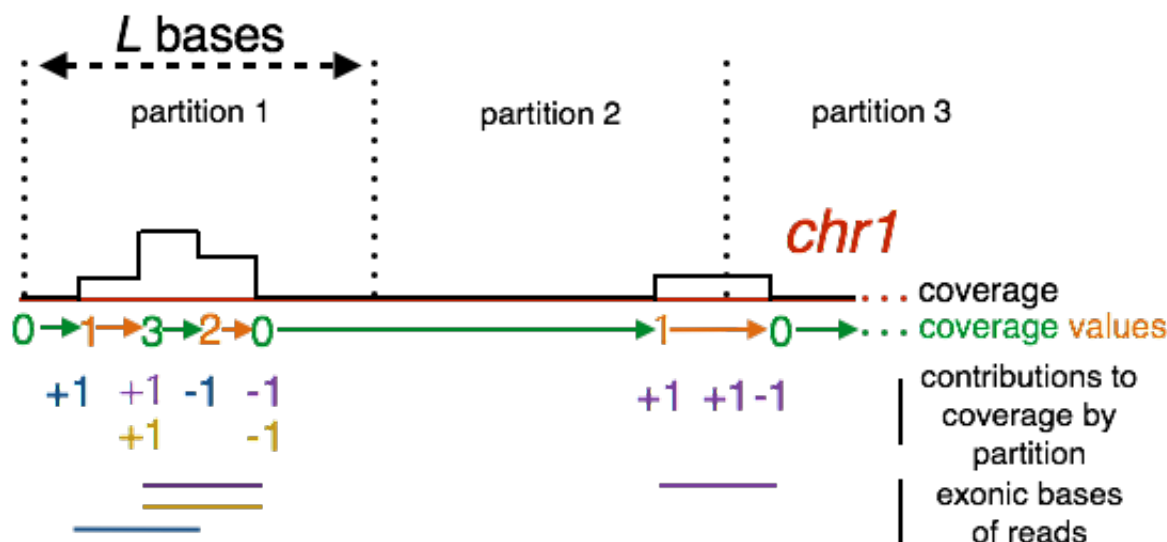 L bases
partition 1 partition 2 partition 3
chr1
... coverage
0 1 3 2 0 1 0 ... coverage values
+1 +1 -1 -1 +1 +1 -1 contributions to
+1 -1 coverage by
partition
exonic bases
of reads